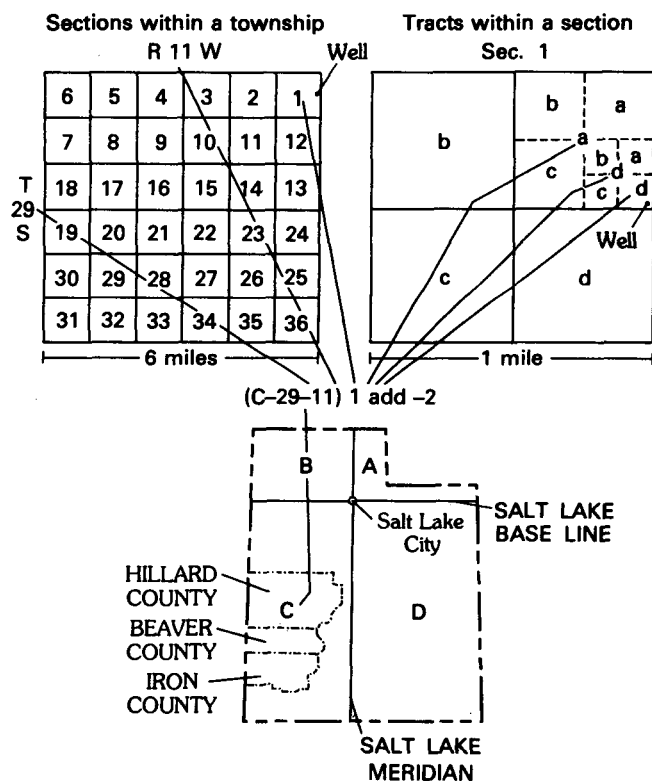 Sections within a township
R 11 W
Well
6 5 4 3 2 1
7 8 9 10 11 12
18 17 16 15 14 13
19 20 21 22 23 24
30 29 28 27 26 25
31 32 33 34 35 36
T
29
S
6 miles
Tracts within a section
Sec. 1
b
b a
a
b a
c d
c d
Well
c d
1 mile
(C–29–11) 1 add –2
B A
SALT LAKE
BASE LINE
Salt Lake
City
HILLARD
COUNTY
C
D
BEAVER
COUNTY
IRON
COUNTY
SALT LAKE
MERIDIAN